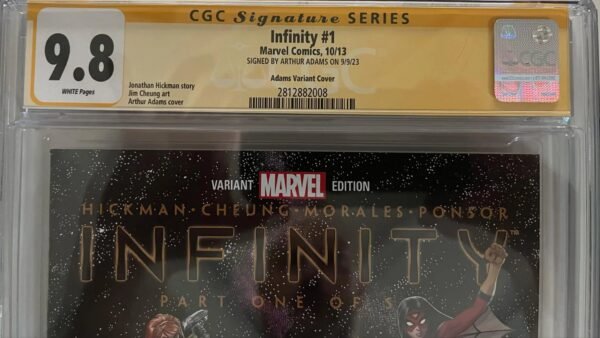 CGC Signature SERIES
Infinity #1
Marvel Comics, 10/13
SIGNED BY ARTHUR ADAMS ON 9/9/23
Adams Variant Cover
2812882008
9.8
WHITE Pages
Jonathan Hickman story
Jim Cheung art
Arthur Adams cover
CGC
VARIANT MARVEL EDITION
HICKMAN · CHEUNG · MORALES · PONSOR
INFINITY™
PART ONE OF S